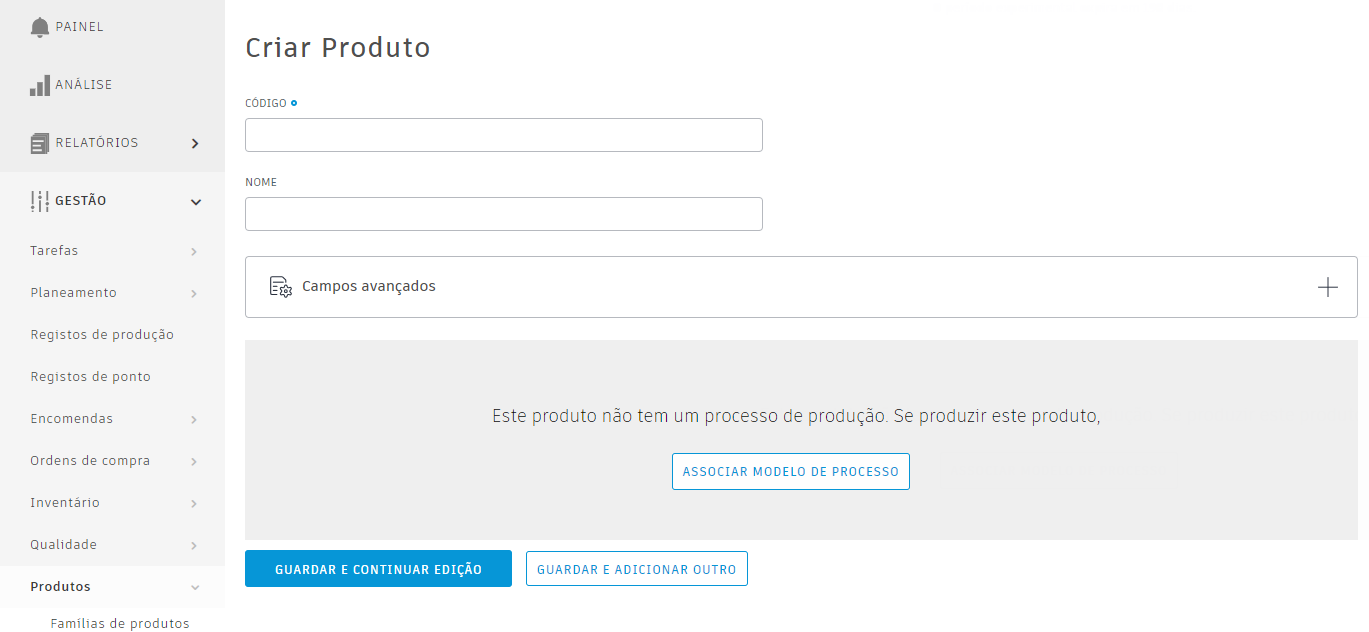 PAINEL
ANÁLISE
RELATÓRIOS
GESTÃO
Tarefas
Planeamento
Registos de produção
Registos de ponto
Encomendas
Ordens de compra
Inventário
Qualidade
Produtos
Famílias de produtos
Criar Produto
CÓDIGO
NOME
Campos avançados
Este produto não tem um processo de produção. Se produzir este produto,
ASSOCIAR MODELO DE PROCESSO
GUARDAR E CONTINUAR EDIÇÃO
GUARDAR E ADICIONAR OUTRO